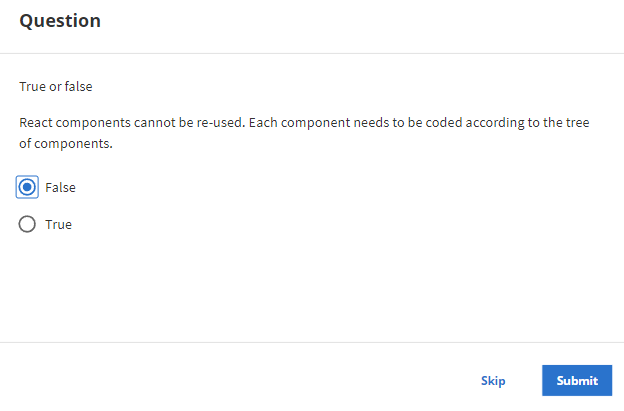 Question
True or false
React components cannot be re-used. Each component needs to be coded according to the tree
of components.
False
True
Skip
Submit